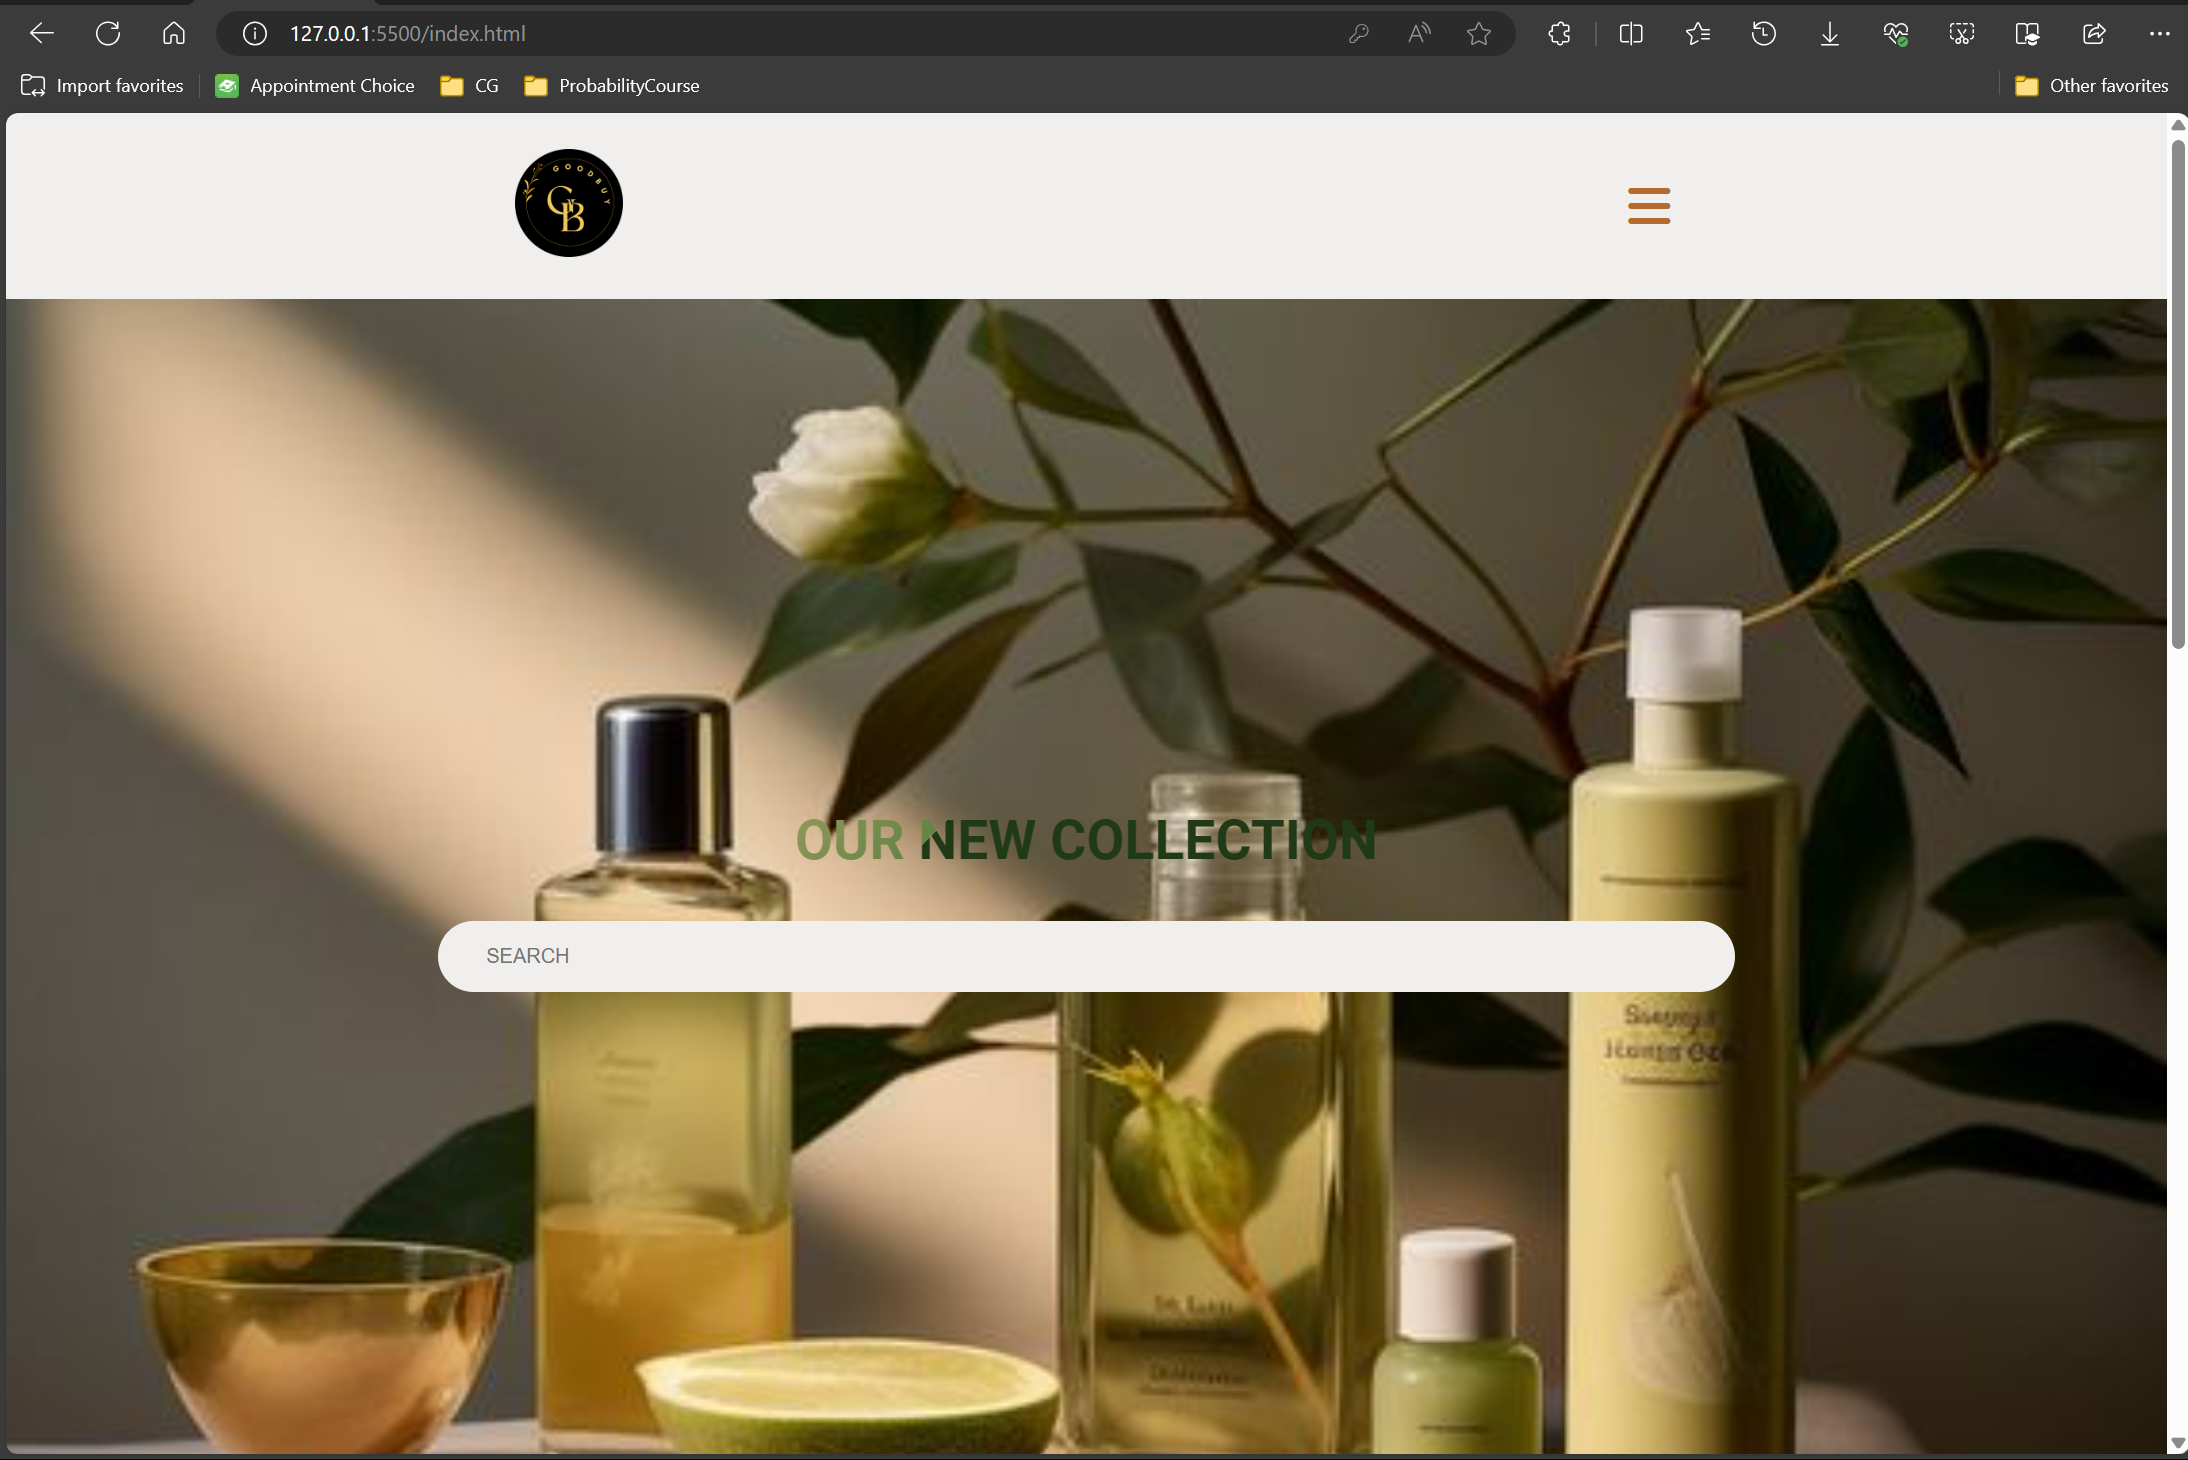 127.0.0.1:5500/index.html
Import favorites
Appointment Choice
CG
ProbabilityCourse
Other favorites
GOODBUY
GB
OUR NEW COLLECTION
SEARCH